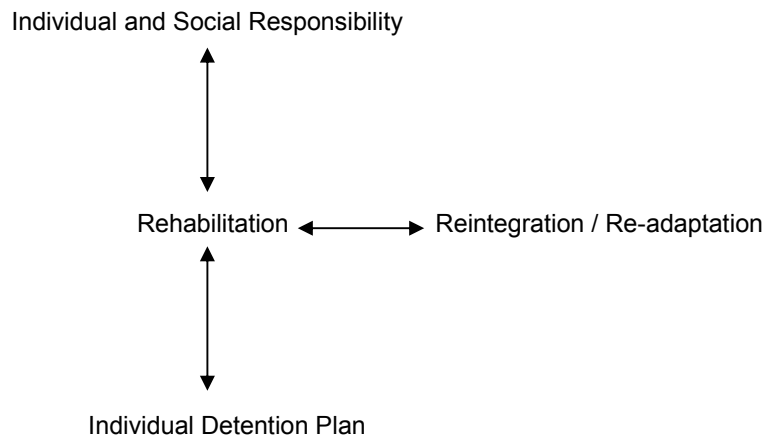 Individual and Social Responsibility
Rehabilitation
Reintegration / Re-adaptation
Individual Detention Plan